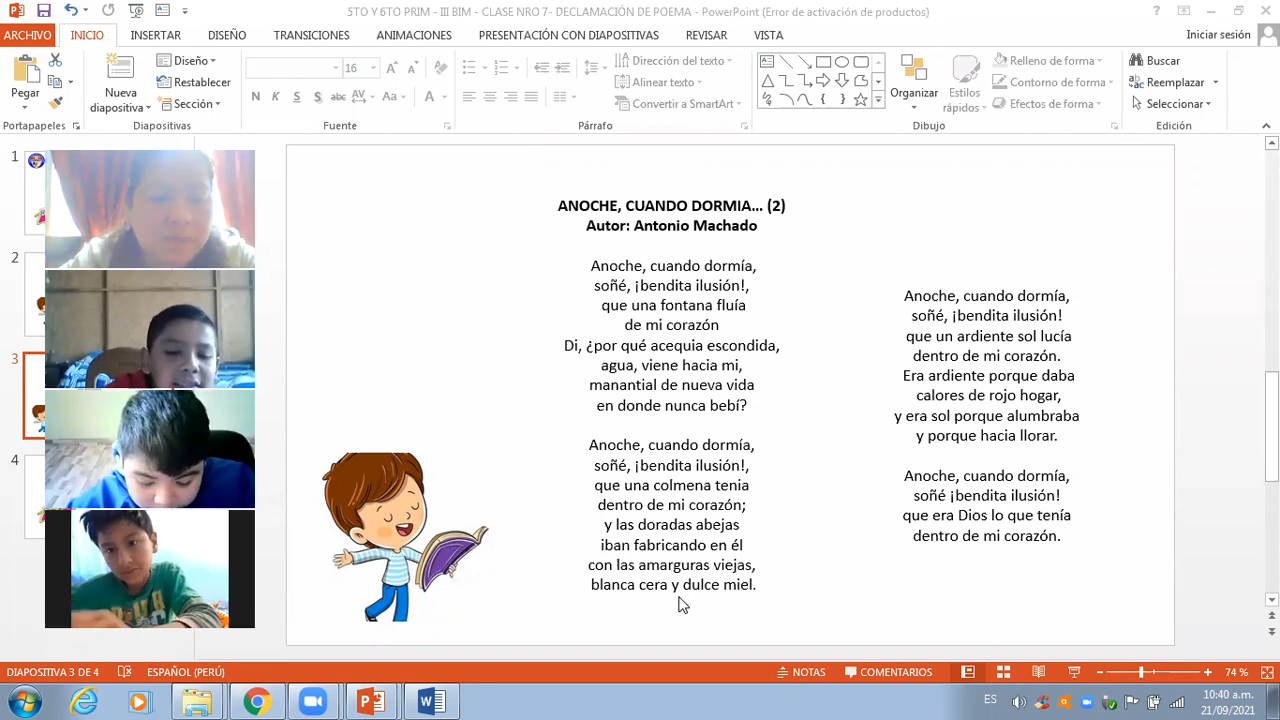 5TO Y 6TO PRIM - III BIM - CLASE NRO 7- DECLAMACIÓN DE POEMA - PowerPoint (Error de activación de productos)
ARCHIVO INICIO INSERTAR DISEÑO TRANSICIONES ANIMACIONES PRESENTACIÓN CON DIAPOSITIVAS REVISAR VISTA Iniciar sesión
Pegar
Portapapeles
Nueva diapositiva
Diseño
Restablecer
Sección
Diapositivas
16
N K S S abc AV Aa A
Fuente
Dirección del texto
Alinear texto
Convertir a SmartArt
Párrafo
Organizar
Estilos rápidos
Relleno de forma
Contorno de forma
Efectos de forma
Dibujo
Buscar
Reemplazar
Seleccionar
Edición
1
2
3
4
ANOCHE, CUANDO DORMIA... (2)
Autor: Antonio Machado
Anoche, cuando dormía,
soñé, ¡bendita ilusión!,
que una fontana fluía
de mi corazón
Di, ¿por qué acequia escondida,
agua, viene hacia mi,
manantial de nueva vida
en donde nunca bebí?
Anoche, cuando dormía,
soñé, ¡bendita ilusión!,
que una colmena tenia
dentro de mi corazón;
y las doradas abejas
iban fabricando en él
con las amarguras viejas,
blanca cera y dulce miel.
Anoche, cuando dormía,
soñé, ¡bendita ilusión!
que un ardiente sol lucía
dentro de mi corazón.
Era ardiente porque daba
calores de rojo hogar,
y era sol porque alumbraba
y porque hacia llorar.
Anoche, cuando dormía,
soñé ¡bendita ilusión!
que era Dios lo que tenía
dentro de mi corazón.
DIAPOSITIVA 3 DE 4 ESPAÑOL (PERÚ) NOTAS COMENTARIOS 74 %
ES 10:40 a.m.
21/09/2021